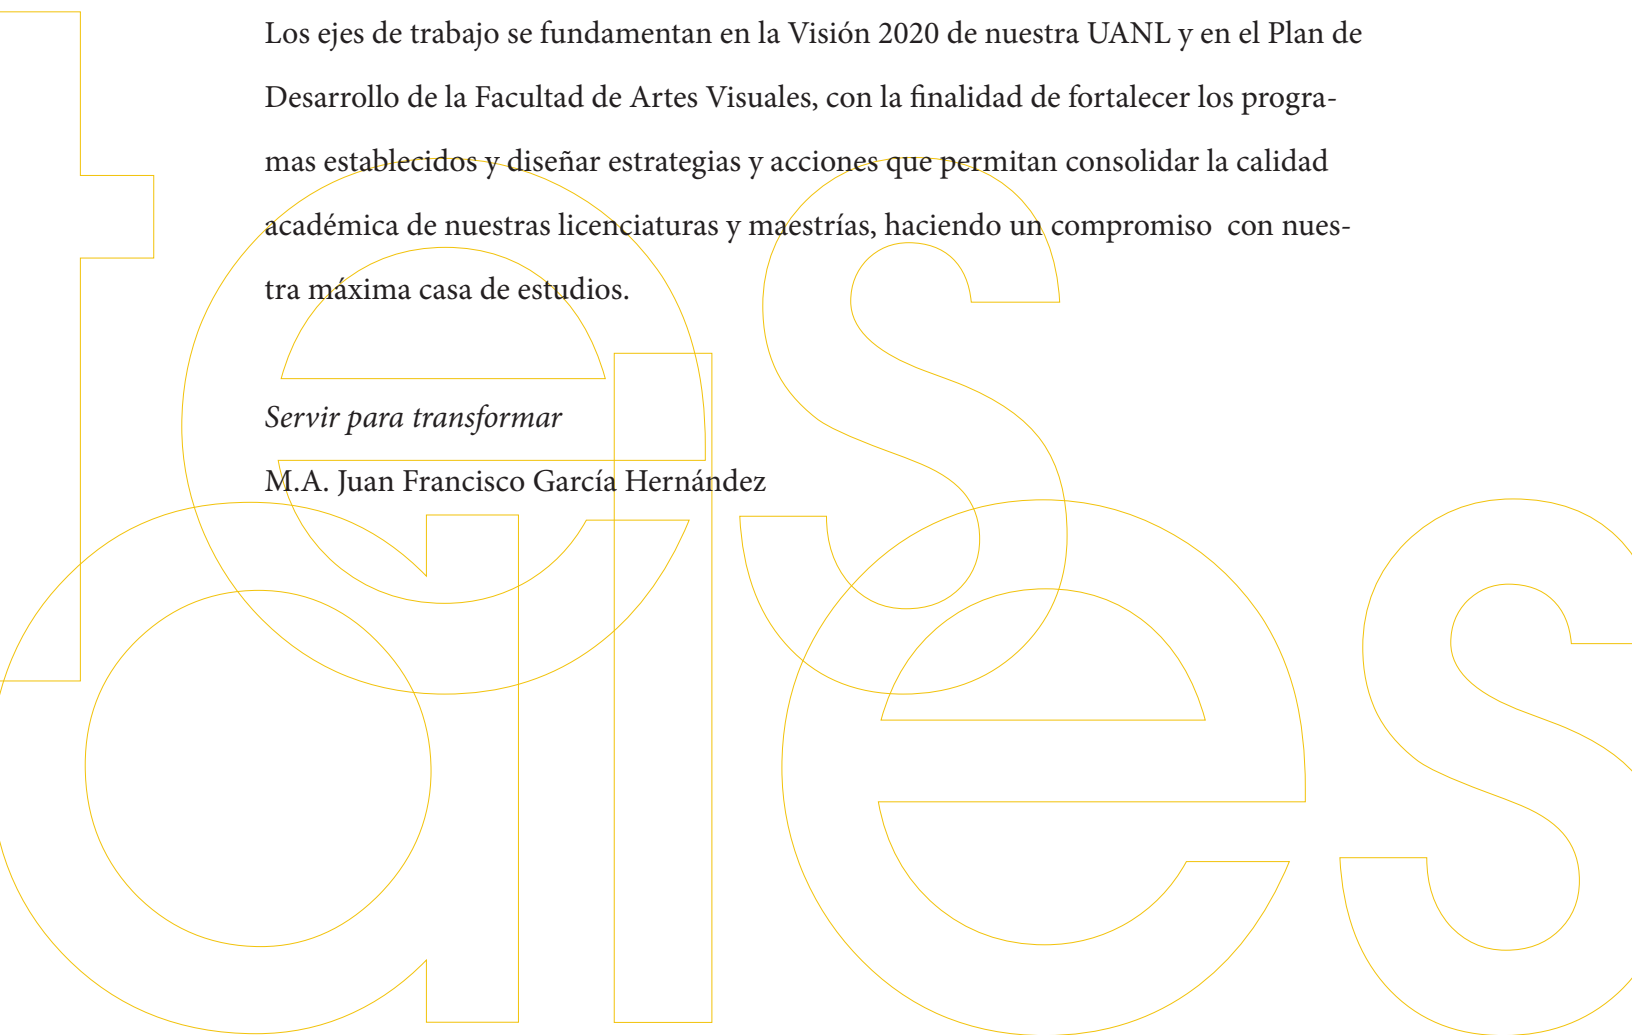 Los ejes de trabajo se fundamentan en la Visión 2020 de nuestra UANL y en el Plan de
Desarrollo de la Facultad de Artes Visuales, con la finalidad de fortalecer los progra-
mas establecidos y diseñar estrategias y acciones que permitan consolidar la calidad
académica de nuestras licenciaturas y maestrías, haciendo un compromiso  con nues-
tra máxima casa de estudios.
Servir para transformar
M.A. Juan Francisco García Hernández
tes
ales